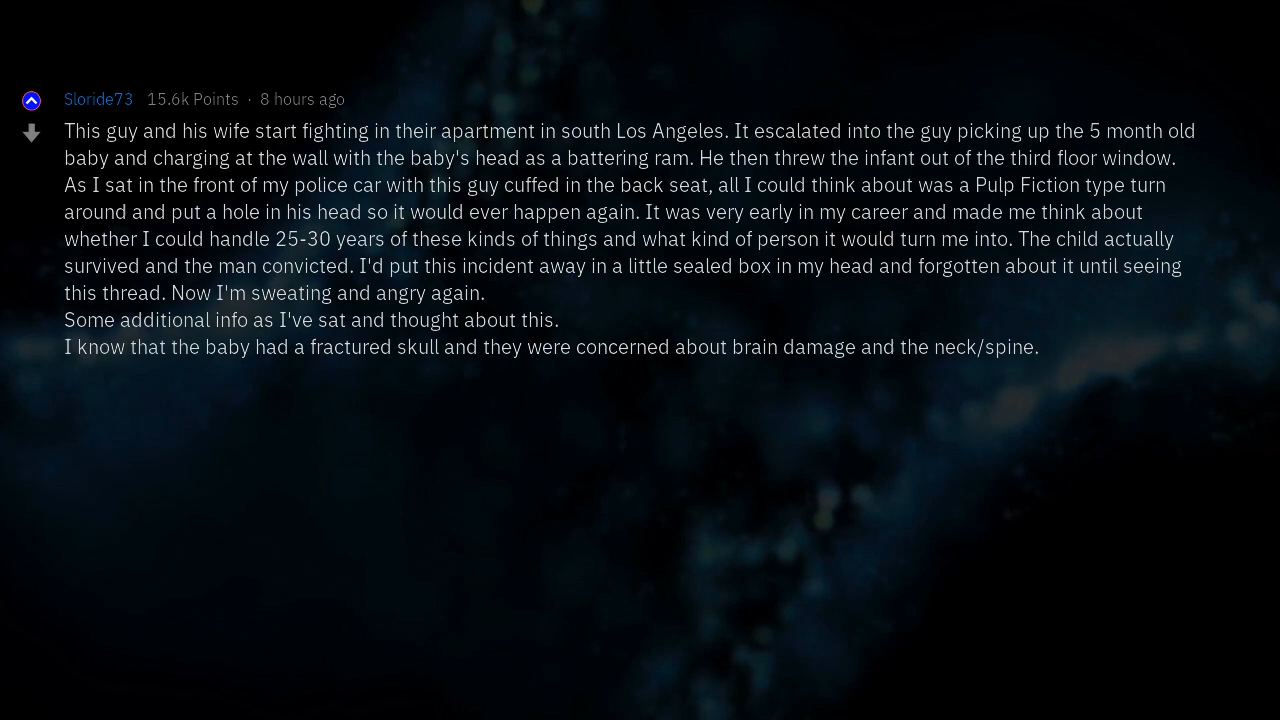 Sloride73 15.6k Points · 8 hours ago
This guy and his wife start fighting in their apartment in south Los Angeles. It escalated into the guy picking up the 5 month old
baby and charging at the wall with the baby's head as a battering ram. He then threw the infant out of the third floor window.
As I sat in the front of my police car with this guy cuffed in the back seat, all I could think about was a Pulp Fiction type turn
around and put a hole in his head so it would ever happen again. It was very early in my career and made me think about
whether I could handle 25-30 years of these kinds of things and what kind of person it would turn me into. The child actually
survived and the man convicted. I'd put this incident away in a little sealed box in my head and forgotten about it until seeing
this thread. Now I'm sweating and angry again.
Some additional info as I've sat and thought about this.
I know that the baby had a fractured skull and they were concerned about brain damage and the neck/spine.